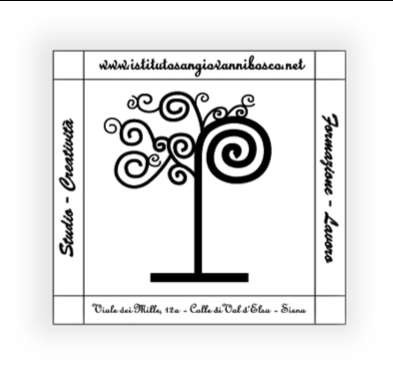 www.istitutosangiovannibosco.net
Studio - Creatività
Formazione - Lavoro
Viale dei Mille, 12a - Colle di Val d'Elsa - Siena